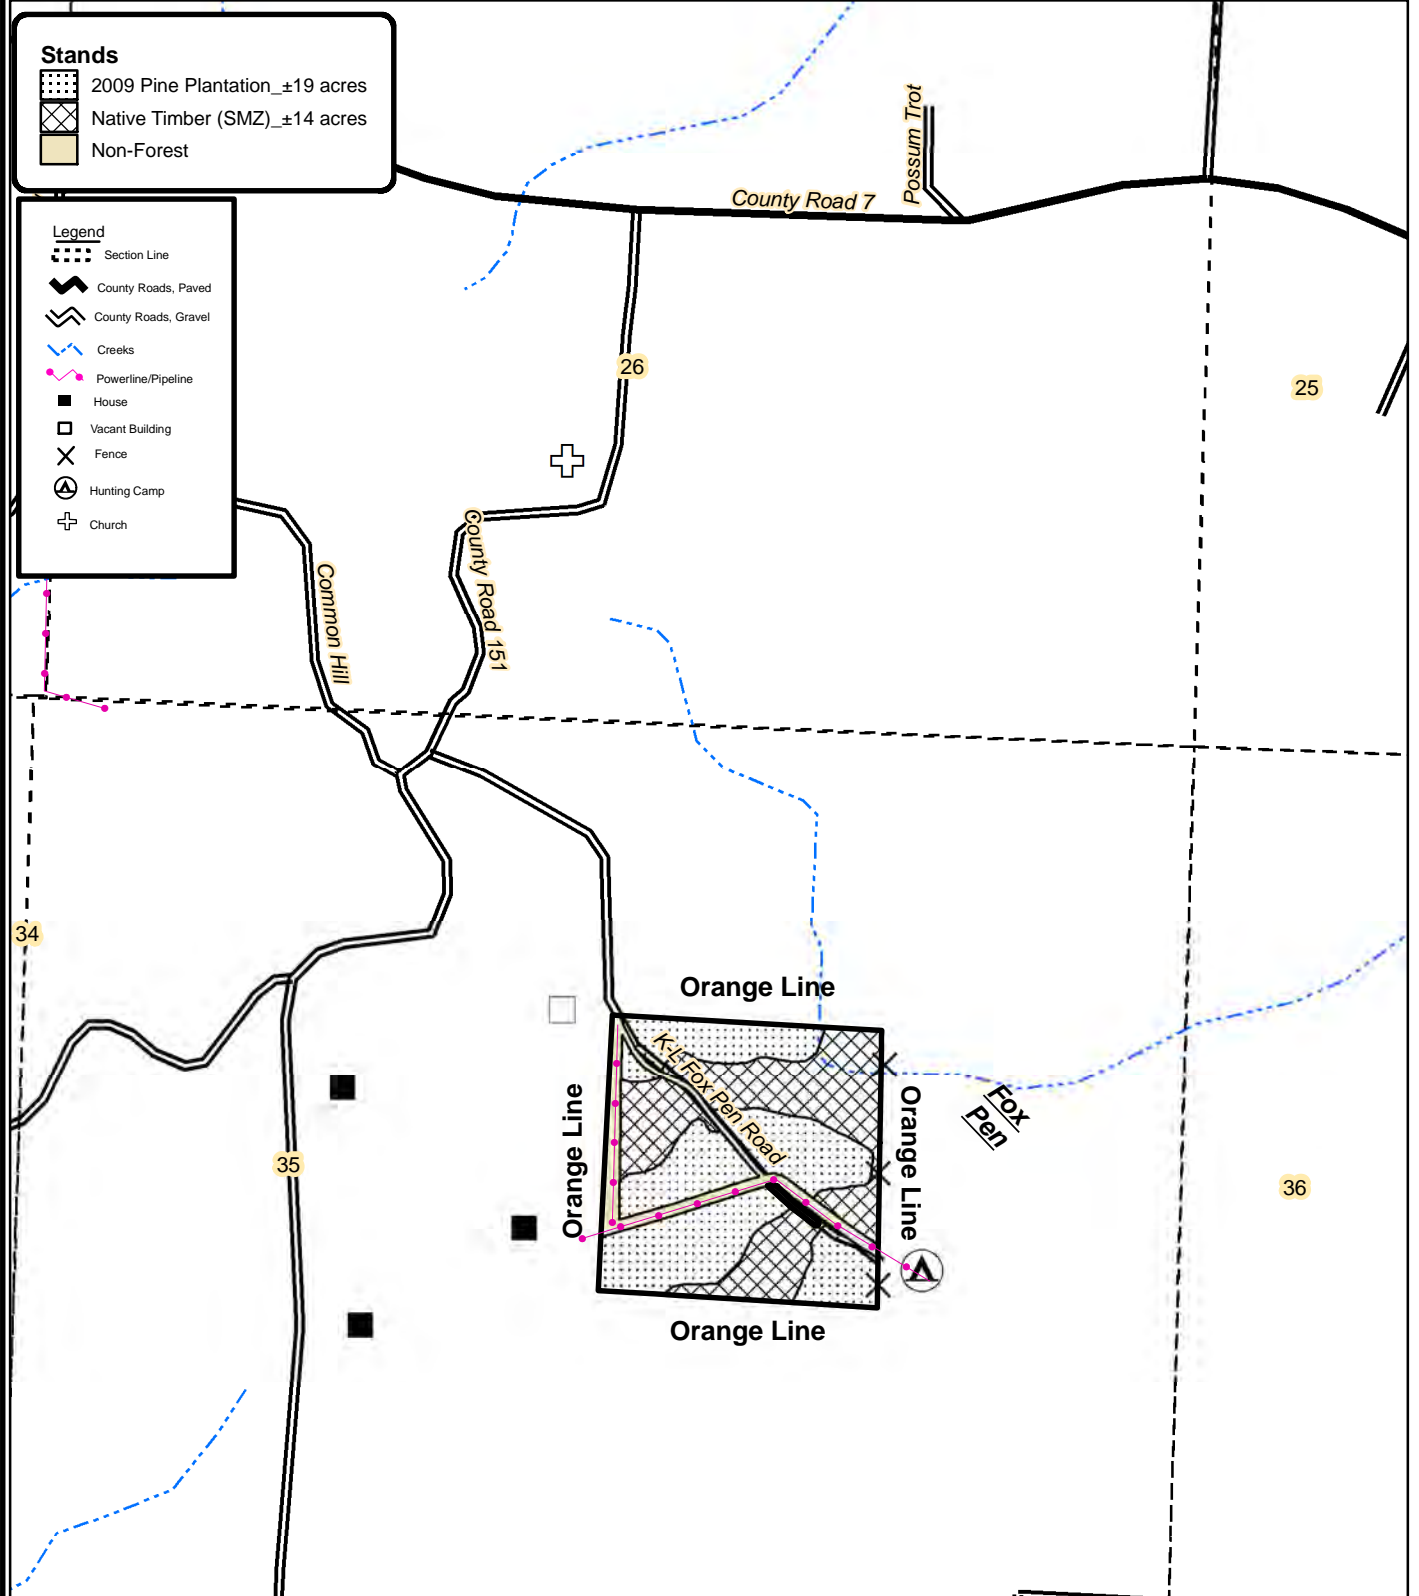 Stands
2009 Pine Plantation_±19 acres
Native Timber (SMZ)_±14 acres
Non-Forest
Legend
Section Line
County Roads, Paved
County Roads, Gravel
Creeks
Powerline/Pipeline
House
Vacant Building
Fence
Hunting Camp
Church
County Road 7
Possum Trot
26
25
Common Hill
County Road 151
34
Orange Line
K-L Fox Pen Road
Orange Line
Orange Line
Fox
Pen
35
36
Orange Line